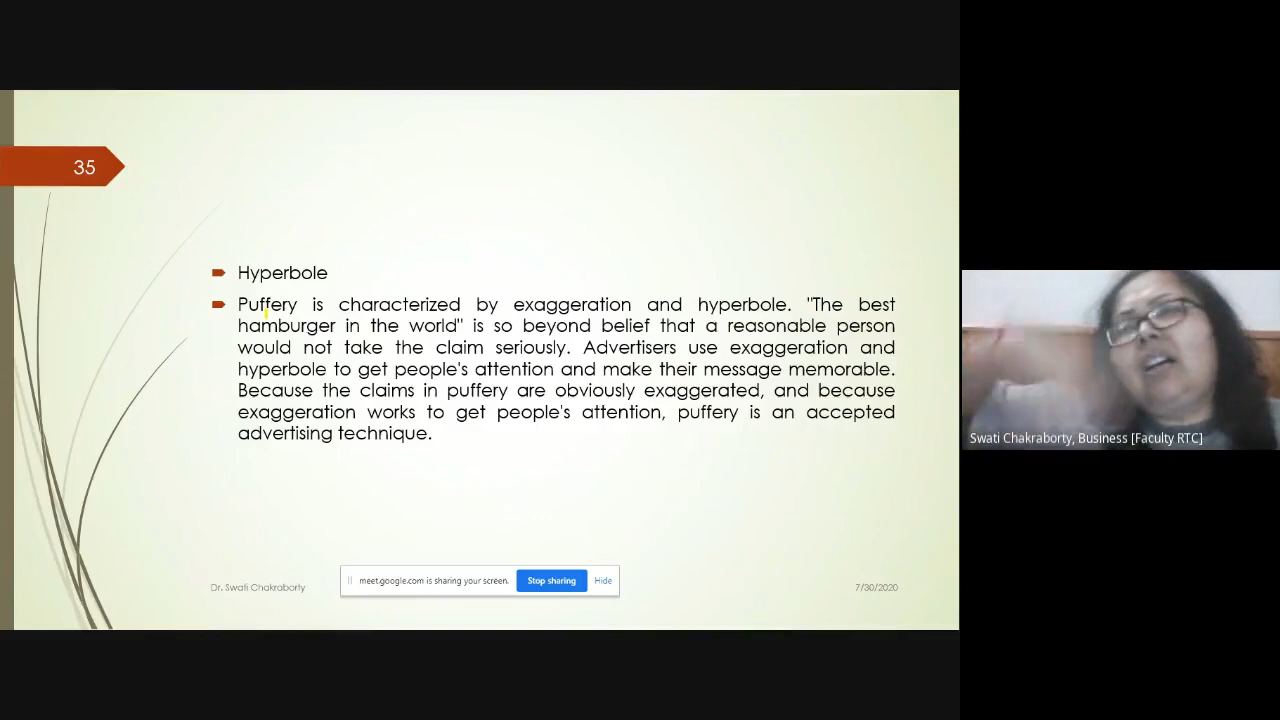 35
Hyperbole
Puffery is characterized by exaggeration and hyperbole. "The best
hamburger in the world" is so beyond belief that a reasonable person
would not take the claim seriously. Advertisers use exaggeration and
hyperbole to get people's attention and make their message memorable.
Because the claims in puffery are obviously exaggerated, and because
exaggeration works to get people's attention, puffery is an accepted
advertising technique.
Dr. Swati Chakraborty
meet.google.com is sharing your screen.
Stop sharing
Hide
7/30/2020
Swati Chakraborty, Business [Faculty RTC]